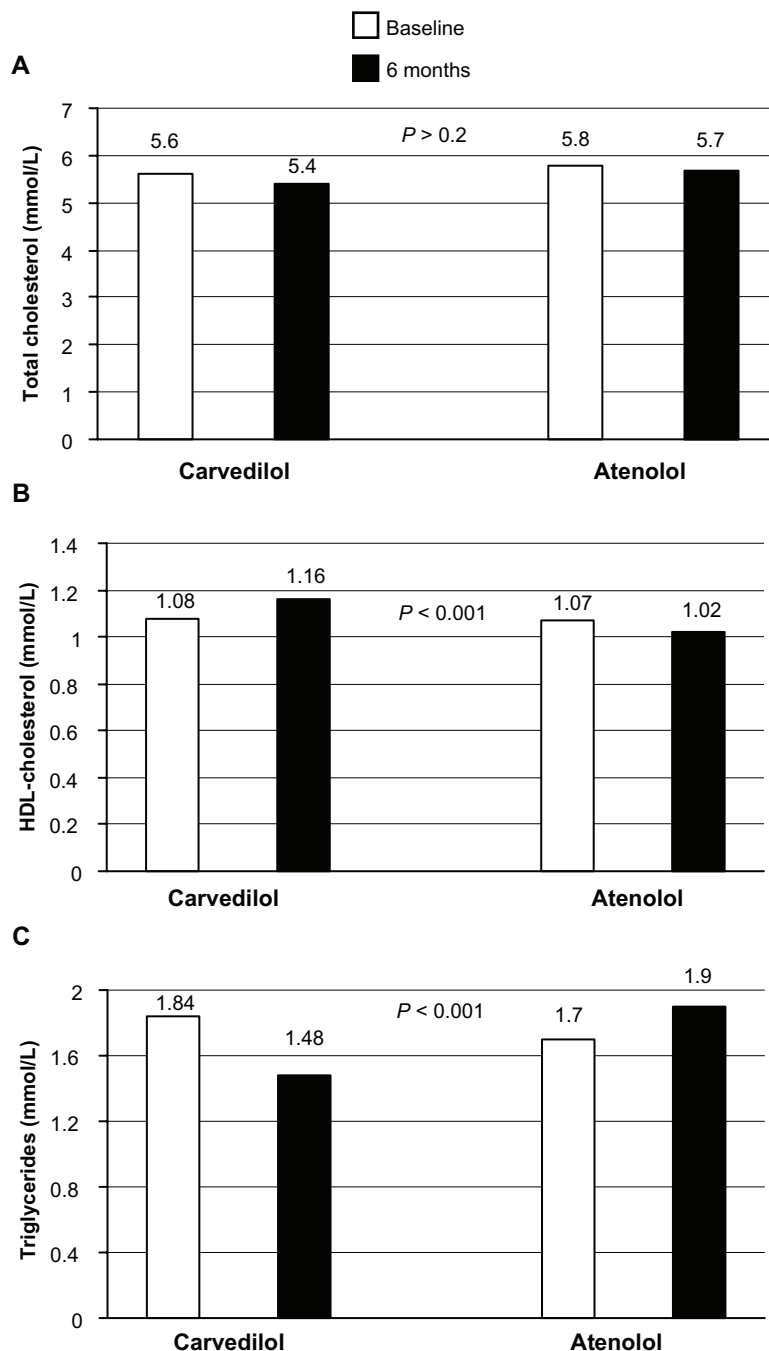 Baseline
6 months
A
Total cholesterol (mmol/L)
7
6
5
4
3
2
1
0
5.6
5.4
P > 0.2
5.8
5.7
Carvedilol
Atenolol
B
HDL-cholesterol (mmol/L)
1.4
1.2
1
0.8
0.6
0.4
0.2
0
1.08
1.16
P < 0.001
1.07
1.02
Carvedilol
Atenolol
C
Triglycerides (mmol/L)
2
1.6
1.2
0.8
0.4
0
1.84
1.48
P < 0.001
1.7
1.9
Carvedilol
Atenolol